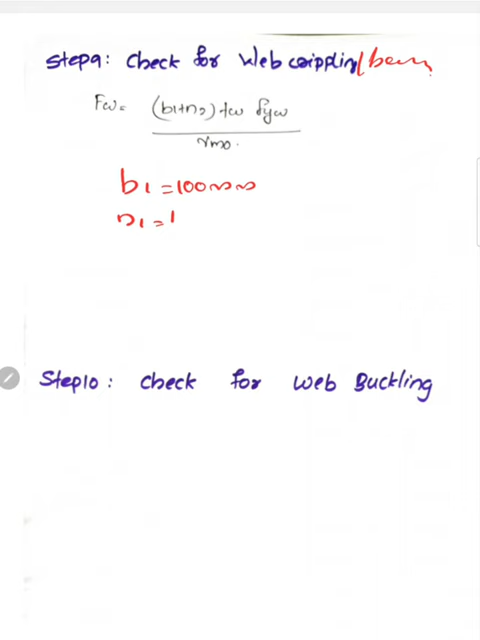 Step9: Check for Web crippling/bear
Fw = (b1+n2) tw fyw
γm0.
b1 = 100mm
n1 = 1
Step10: check for web Buckling